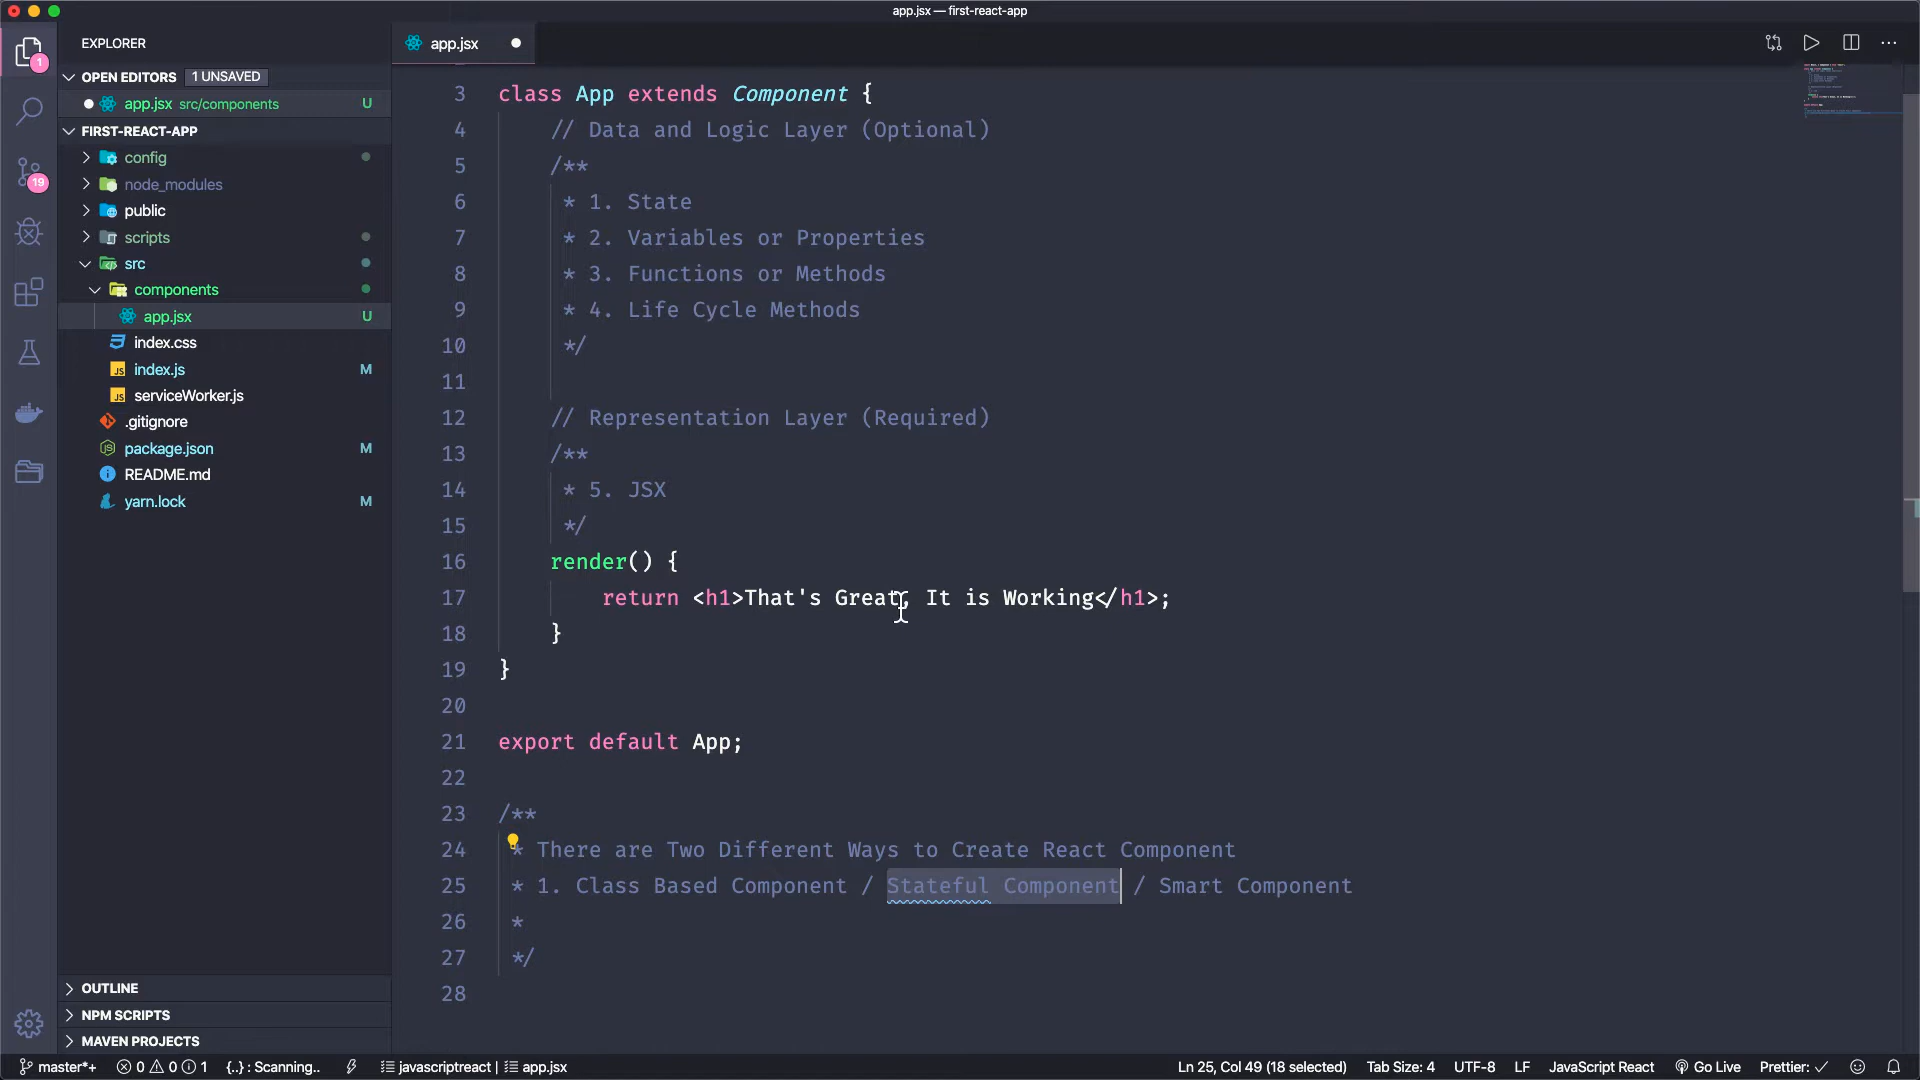 app.jsx — first-react-app
EXPLORER
OPEN EDITORS 1 UNSAVED
app.jsx src/components U
FIRST-REACT-APP
config
node_modules
public
scripts
src
components
app.jsx U
index.css
JS index.js M
JS serviceWorker.js
.gitignore
package.json M
README.md
yarn.lock M
OUTLINE
NPM SCRIPTS
MAVEN PROJECTS
1
19
app.jsx
3 class App extends Component {
4 // Data and Logic Layer (Optional)
5 /**
6 * 1. State
7 * 2. Variables or Properties
8 * 3. Functions or Methods
9 * 4. Life Cycle Methods
10 */
11
12 // Representation Layer (Required)
13 /**
14 * 5. JSX
15 */
16 render() {
17 return <h1>That's Great, It is Working</h1>;
18 }
19 }
20
21 export default App;
22
23 /**
24 * There are Two Different Ways to Create React Component
25 * 1. Class Based Component / Stateful Component / Smart Component
26 *
27 */
28
master*+ 0 0 1 {..} : Scanning.. javascriptreact | app.jsx Ln 25, Col 49 (18 selected) Tab Size: 4 UTF-8 LF JavaScript React Go Live Prettier: ✓